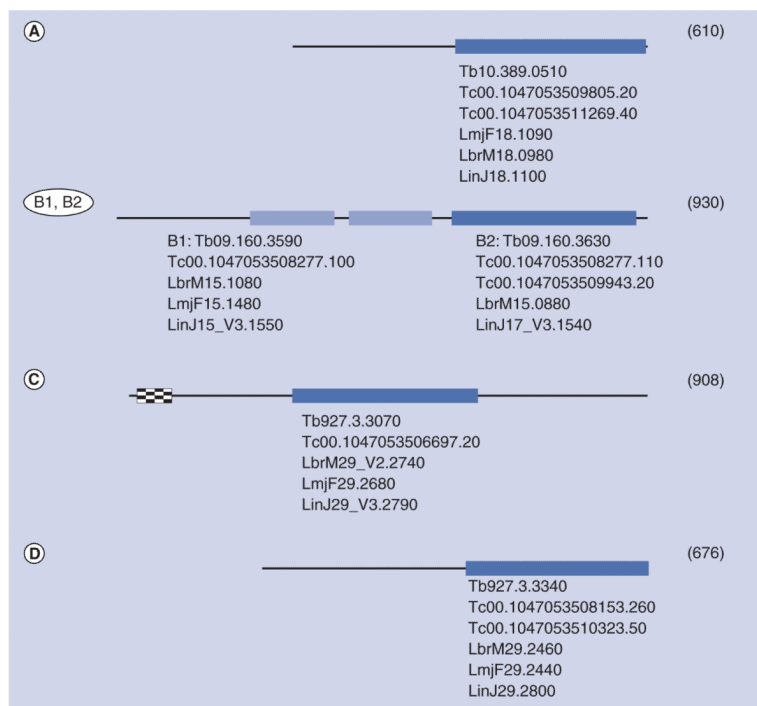 A (610)
Tb10.389.0510
Tc00.1047053509805.20
Tc00.1047053511269.40
LmjF18.1090
LbrM18.0980
LinJ18.1100
B1, B2 (930)
B1: Tb09.160.3590
Tc00.1047053508277.100
LbrM15.1080
LmjF15.1480
LinJ15_V3.1550
B2: Tb09.160.3630
Tc00.1047053508277.110
Tc00.1047053509943.20
LbrM15.0880
LinJ17_V3.1540
C (908)
Tb927.3.3070
Tc00.1047053506697.20
LbrM29_V2.2740
LmjF29.2680
LinJ29_V3.2790
D (676)
Tb927.3.3340
Tc00.1047053508153.260
Tc00.1047053510323.50
LbrM29.2460
LmjF29.2440
LinJ29.2800